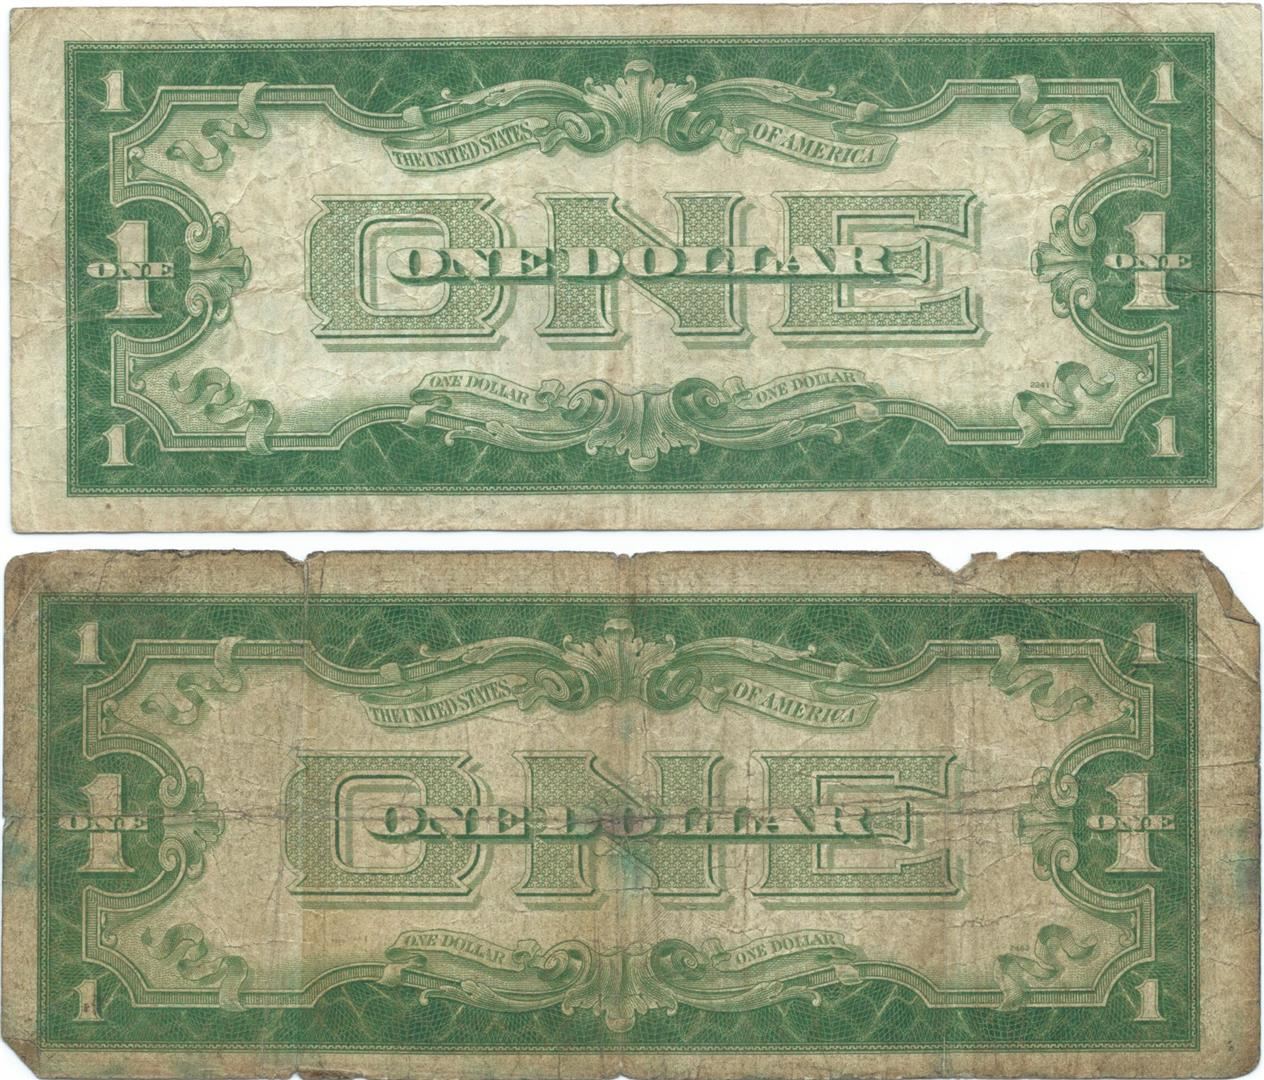 1 1
THE UNITED STATES OF AMERICA
ONE
1 ONE ONE DOLLAR 1 ONE
ONE DOLLAR ONE DOLLAR
2241
1 1
1 1
THE UNITED STATES OF AMERICA
ONE
1 ONE ONE DOLLAR 1 ONE
ONE DOLLAR ONE DOLLAR
1 1